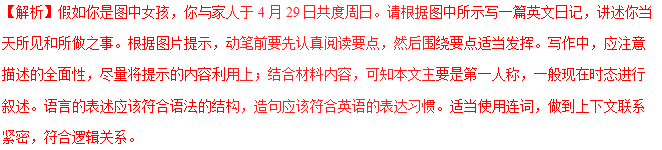 【解析】假如你是图中女孩，你与家人于 4 月 29日共度周日。请根据图中所示写一篇英文日记，讲述你当
天所见和所做之事。根据图片提示，动笔前要先认真阅读要点，然后围绕要点适当发挥。写作中，应注意
描述的全面性，尽量将提示的内容利用上；结合材料内容，可知本文主要是第一人称，一般现在时态进行
叙述。语言的表述应该符合语法的结构，造句应该符合英语的表达习惯。适当使用连词，做到上下文联系
紧密，符合逻辑关系。